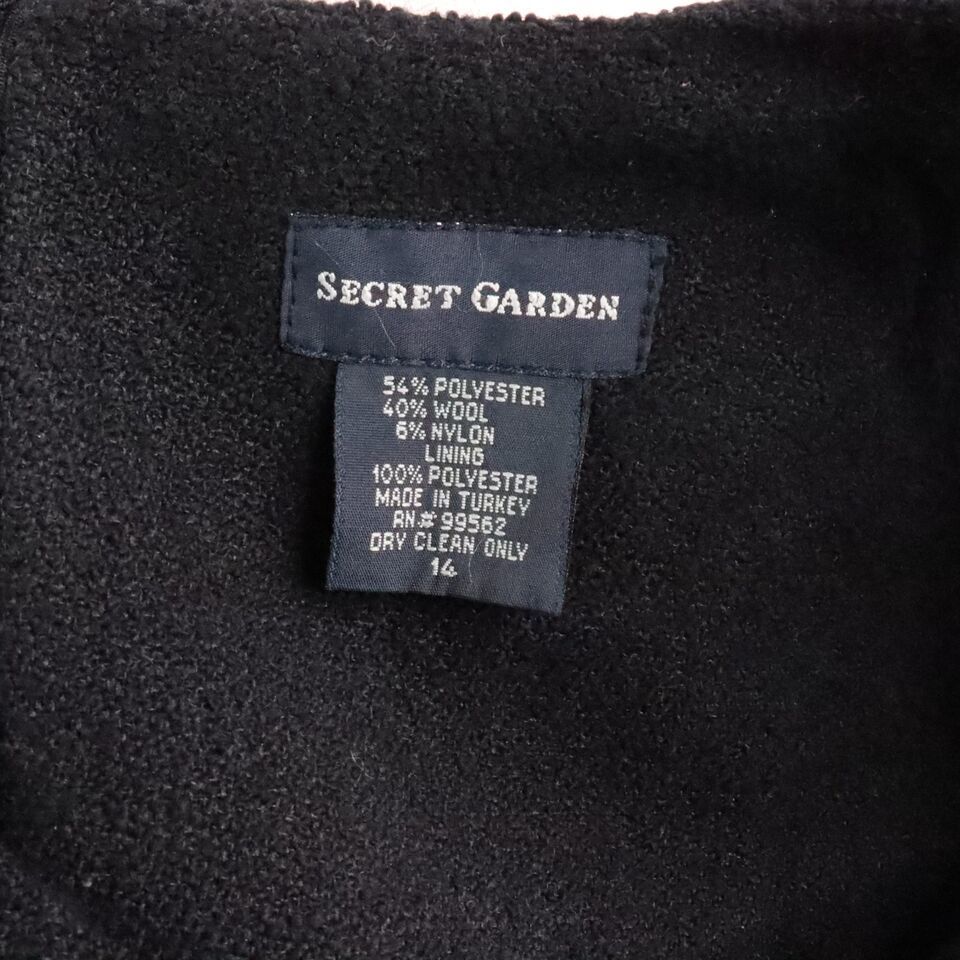 SECRET GARDEN
54% POLYESTER
40% WOOL
6% NYLON
LINING
100% POLYESTER
MADE IN TURKEY
RN# 99562
DRY CLEAN ONLY
14